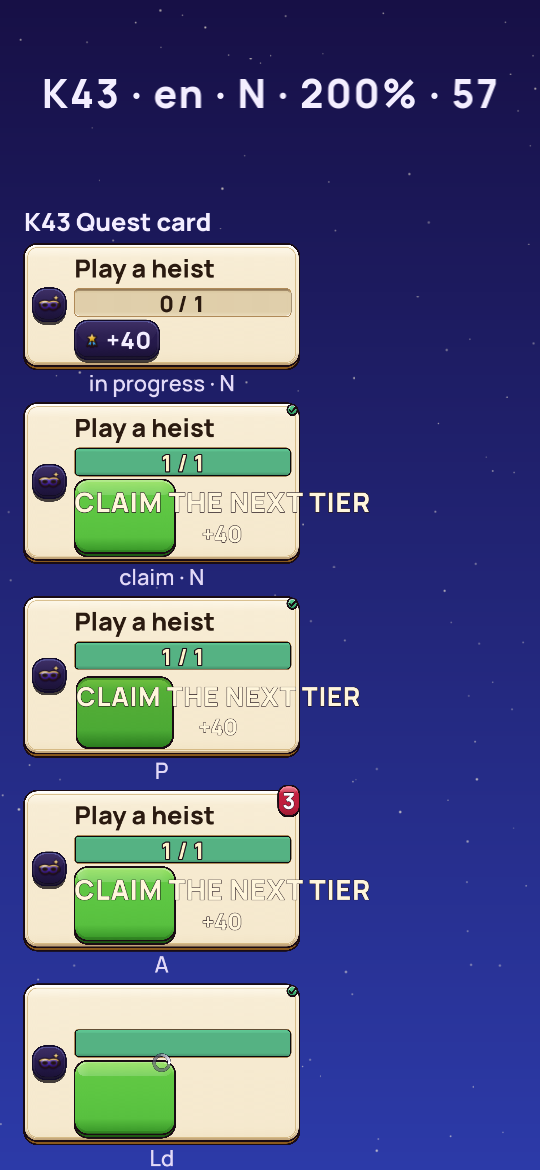 K43 · en · N · 200% · 57
K43 Quest card
Play a heist
0 / 1
+40
in progress · N
Play a heist
1 / 1
CLAIM THE NEXT TIER
+40
claim · N
Play a heist
1 / 1
CLAIM THE NEXT TIER
+40
P
3
Play a heist
1 / 1
CLAIM THE NEXT TIER
+40
A
Ld